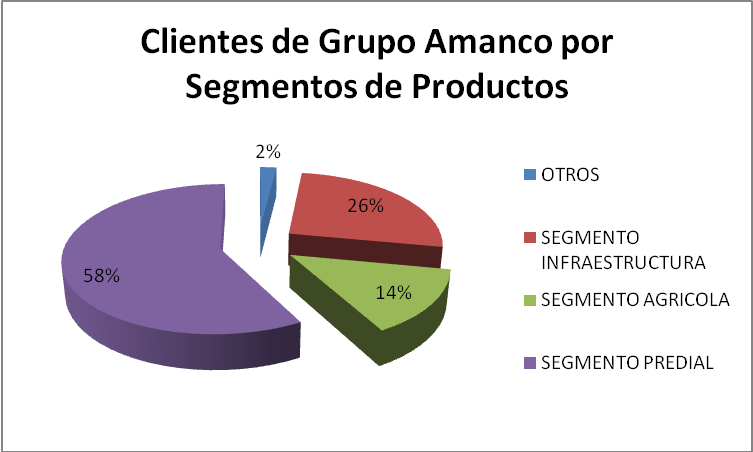 Clientes de Grupo Amanco por
Segmentos de Productos
2%
26%
14%
58%
OTROS
SEGMENTO
INFRAESTRUCTURA
SEGMENTO AGRICOLA
SEGMENTO PREDIAL